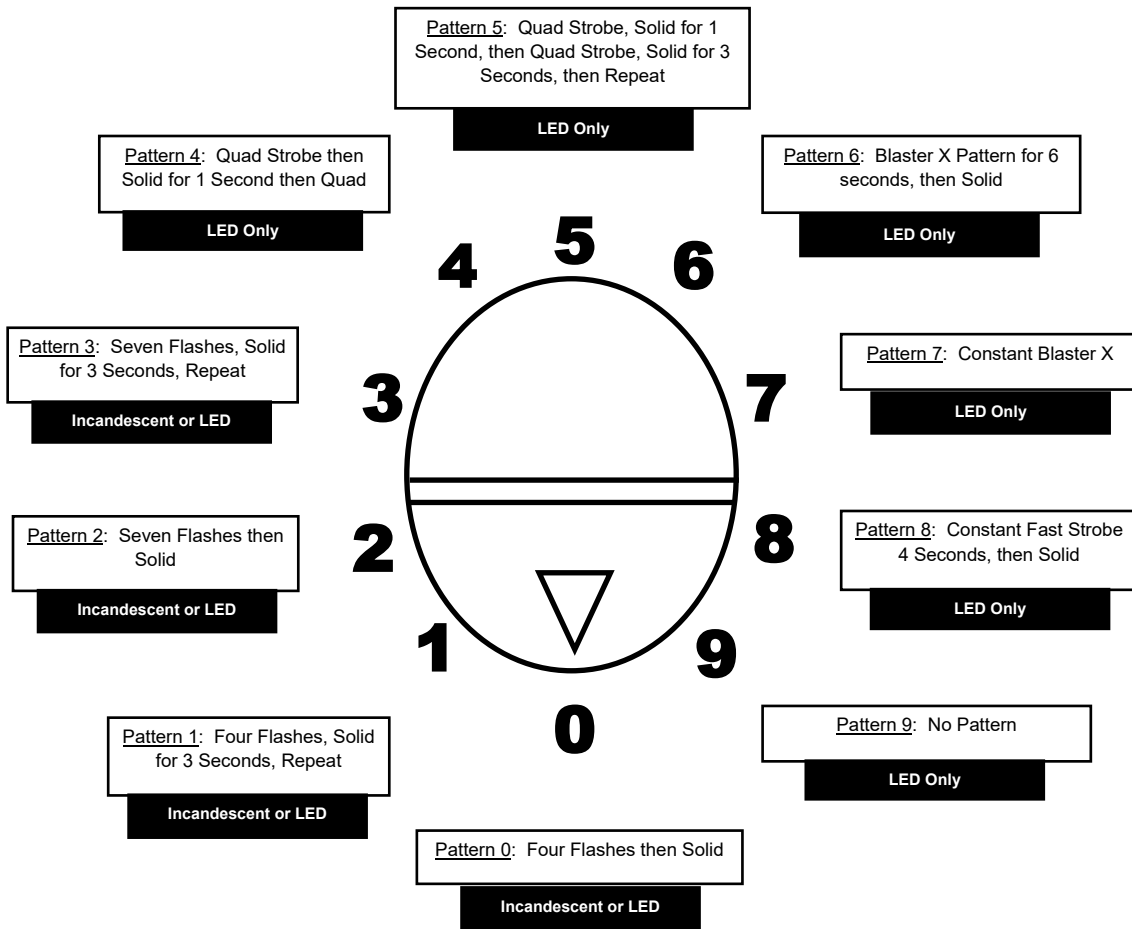 Pattern 5: Quad Strobe, Solid for 1
Second, then Quad Strobe, Solid for 3
Seconds, then Repeat
LED Only
Pattern 4: Quad Strobe then
Solid for 1 Second then Quad
LED Only
Pattern 6: Blaster X Pattern for 6
seconds, then Solid
LED Only
5
4
6
Pattern 3: Seven Flashes, Solid
for 3 Seconds, Repeat
Incandescent or LED
3
7
Pattern 7: Constant Blaster X
LED Only
Pattern 2: Seven Flashes then
Solid
Incandescent or LED
2
8
Pattern 8: Constant Fast Strobe
4 Seconds, then Solid
LED Only
1
9
0
Pattern 1: Four Flashes, Solid
for 3 Seconds, Repeat
Incandescent or LED
Pattern 9: No Pattern
LED Only
Pattern 0: Four Flashes then Solid
Incandescent or LED